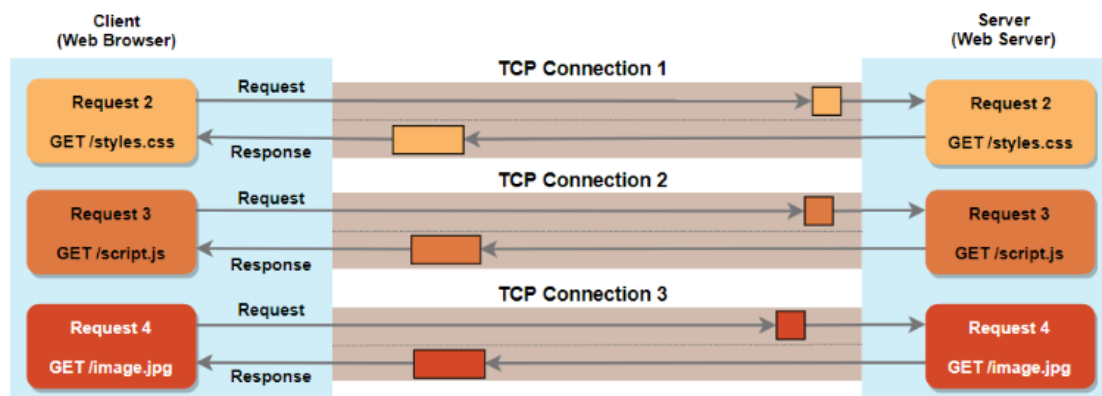 Client
(Web Browser)
Server
(Web Server)
TCP Connection 1
Request 2
GET /styles.css
Request
Response
Request 2
GET /styles.css
TCP Connection 2
Request 3
GET /script.js
Request
Response
Request 3
GET /script.js
TCP Connection 3
Request 4
GET /image.jpg
Request
Response
Request 4
GET /image.jpg